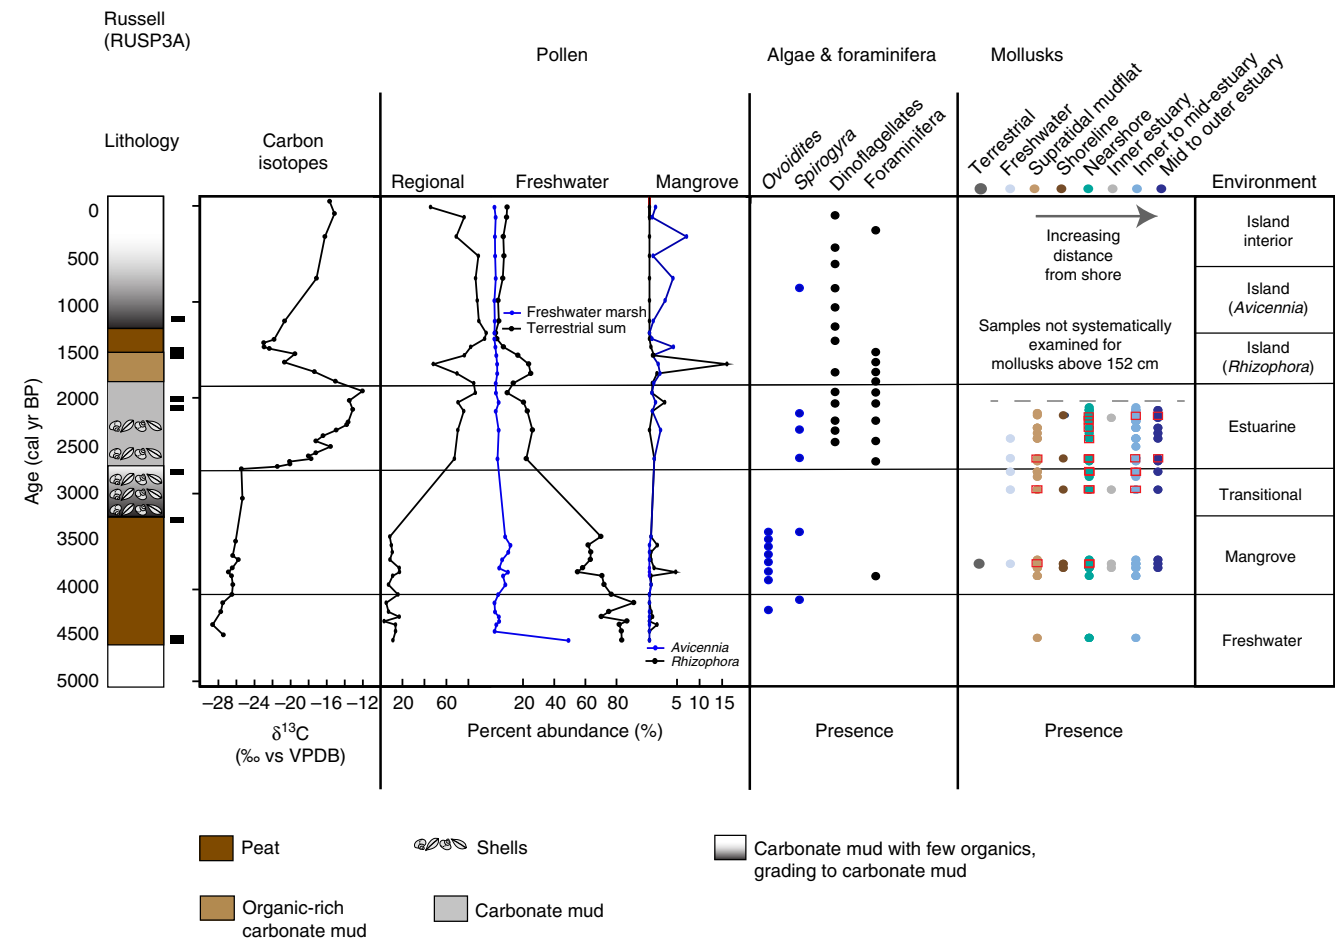 Russell
(RUSP3A)
Pollen
Algae & foraminifera
Mollusks
Lithology
Carbon
isotopes
Regional
Freshwater
Mangrove
Ovoidites
Spirogyra
Dinoflagellates
Foraminifera
Terrestrial
Freshwater
Supratidal mudflat
Shoreline
Nearshore
Inner estuary
Inner to mid-estuary
Mid to outer estuary
Environment
Age (cal yr BP)
0
500
1000
1500
2000
2500
3000
3500
4000
4500
5000
Freshwater marsh
Terrestrial sum
Avicennia
Rhizophora
Increasing
distance
from shore
Samples not systematically
examined for
mollusks above 152 cm
Island
interior
Island
(Avicennia)
Island
(Rhizophora)
Estuarine
Transitional
Mangrove
Freshwater
−28 −24 −20 −16 −12
20 60
20 40 60 80
5 10 15
δ13C
(‰ vs VPDB)
Percent abundance (%)
Presence
Presence
Peat
Shells
Carbonate mud with few organics,
grading to carbonate mud
Organic-rich
carbonate mud
Carbonate mud